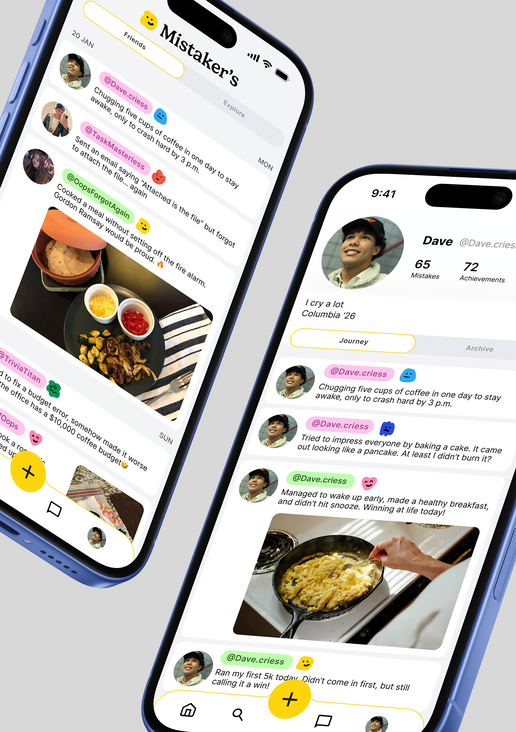 Mistaker's
Friends
Explore
20 JAN
MON
@Dave.criess
Chugging five cups of coffee in one day to stay
awake, only to crash hard by 3 p.m.
@TaskMasterless
Sent an email saying "Attached is the file" but forgot
to attach the file... again
@OopsForgotAgain
Cooked a meal without setting off the fire alarm.
Gordon Ramsay would be proud. 🔥
SUN
@TriviaTitan
d to fix a budget error, somehow made it worse
he office has a $10,000 coffee budget
Oops
ook a
ed up
9:41
Dave @Dave.criess
65 72
Mistakes Achievements
I cry a lot
Columbia '26
Journey
Archive
@Dave.criess
Chugging five cups of coffee in one day to stay
awake, only to crash hard by 3 p.m.
@Dave.criess
Tried to impress everyone by baking a cake. It came
out looking like a pancake. At least I didn't burn it?
@Dave.criess
Managed to wake up early, made a healthy breakfast,
and didn't hit snooze. Winning at life today!
@Dave.criess
Ran my first 5k today. Didn't come in first, but still
calling it a win!